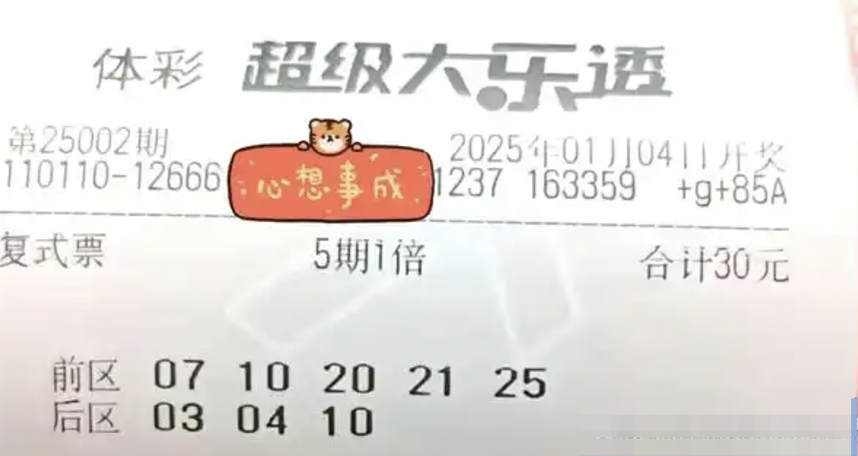 体彩 超级大乐透
第25002期 2025年01月04日开奖
110110-12666 心想事成 1237 163359 +g+85A
复式票 5期1倍 合计30元
前区 07 10 20 21 25
后区 03 04 10